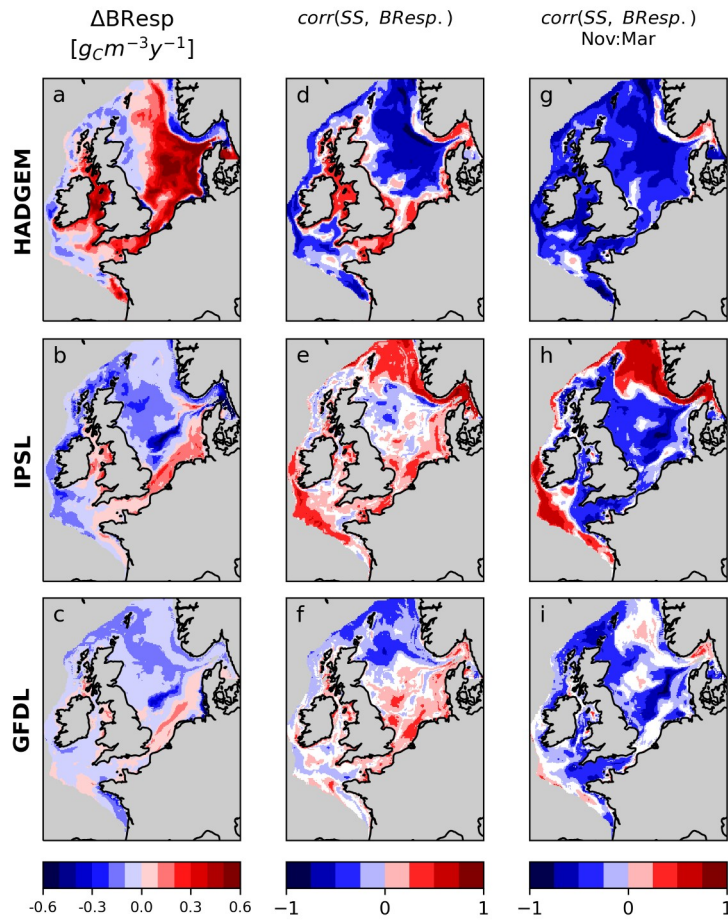 ΔBResp
[g_C m^{−3} y^{−1}]
corr(SS, BResp.)
corr(SS, BResp.)
Nov:Mar
HADGEM
a
d
g
IPSL
b
e
h
GFDL
c
f
i
-0.6 -0.3 0.0 0.3 0.6
−1 0 1
−1 0 1